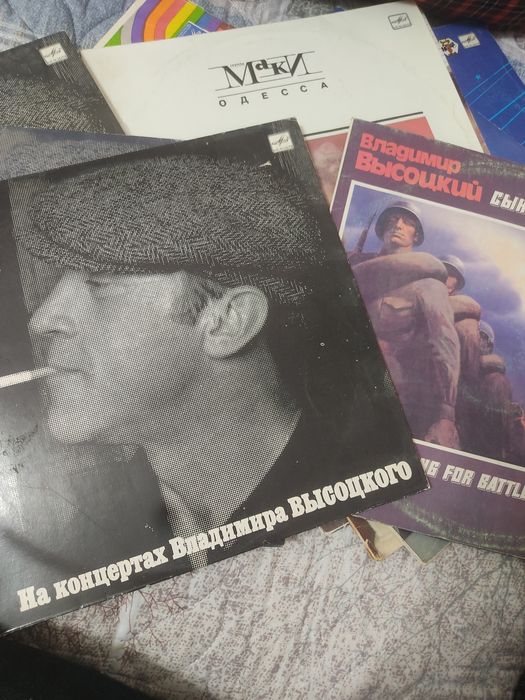 МАКИ
ОДЕССА
Владимир
ВЫСОЦКИЙ
На концертах Владимира ВЫСОЦКОГО
FOR BATTL